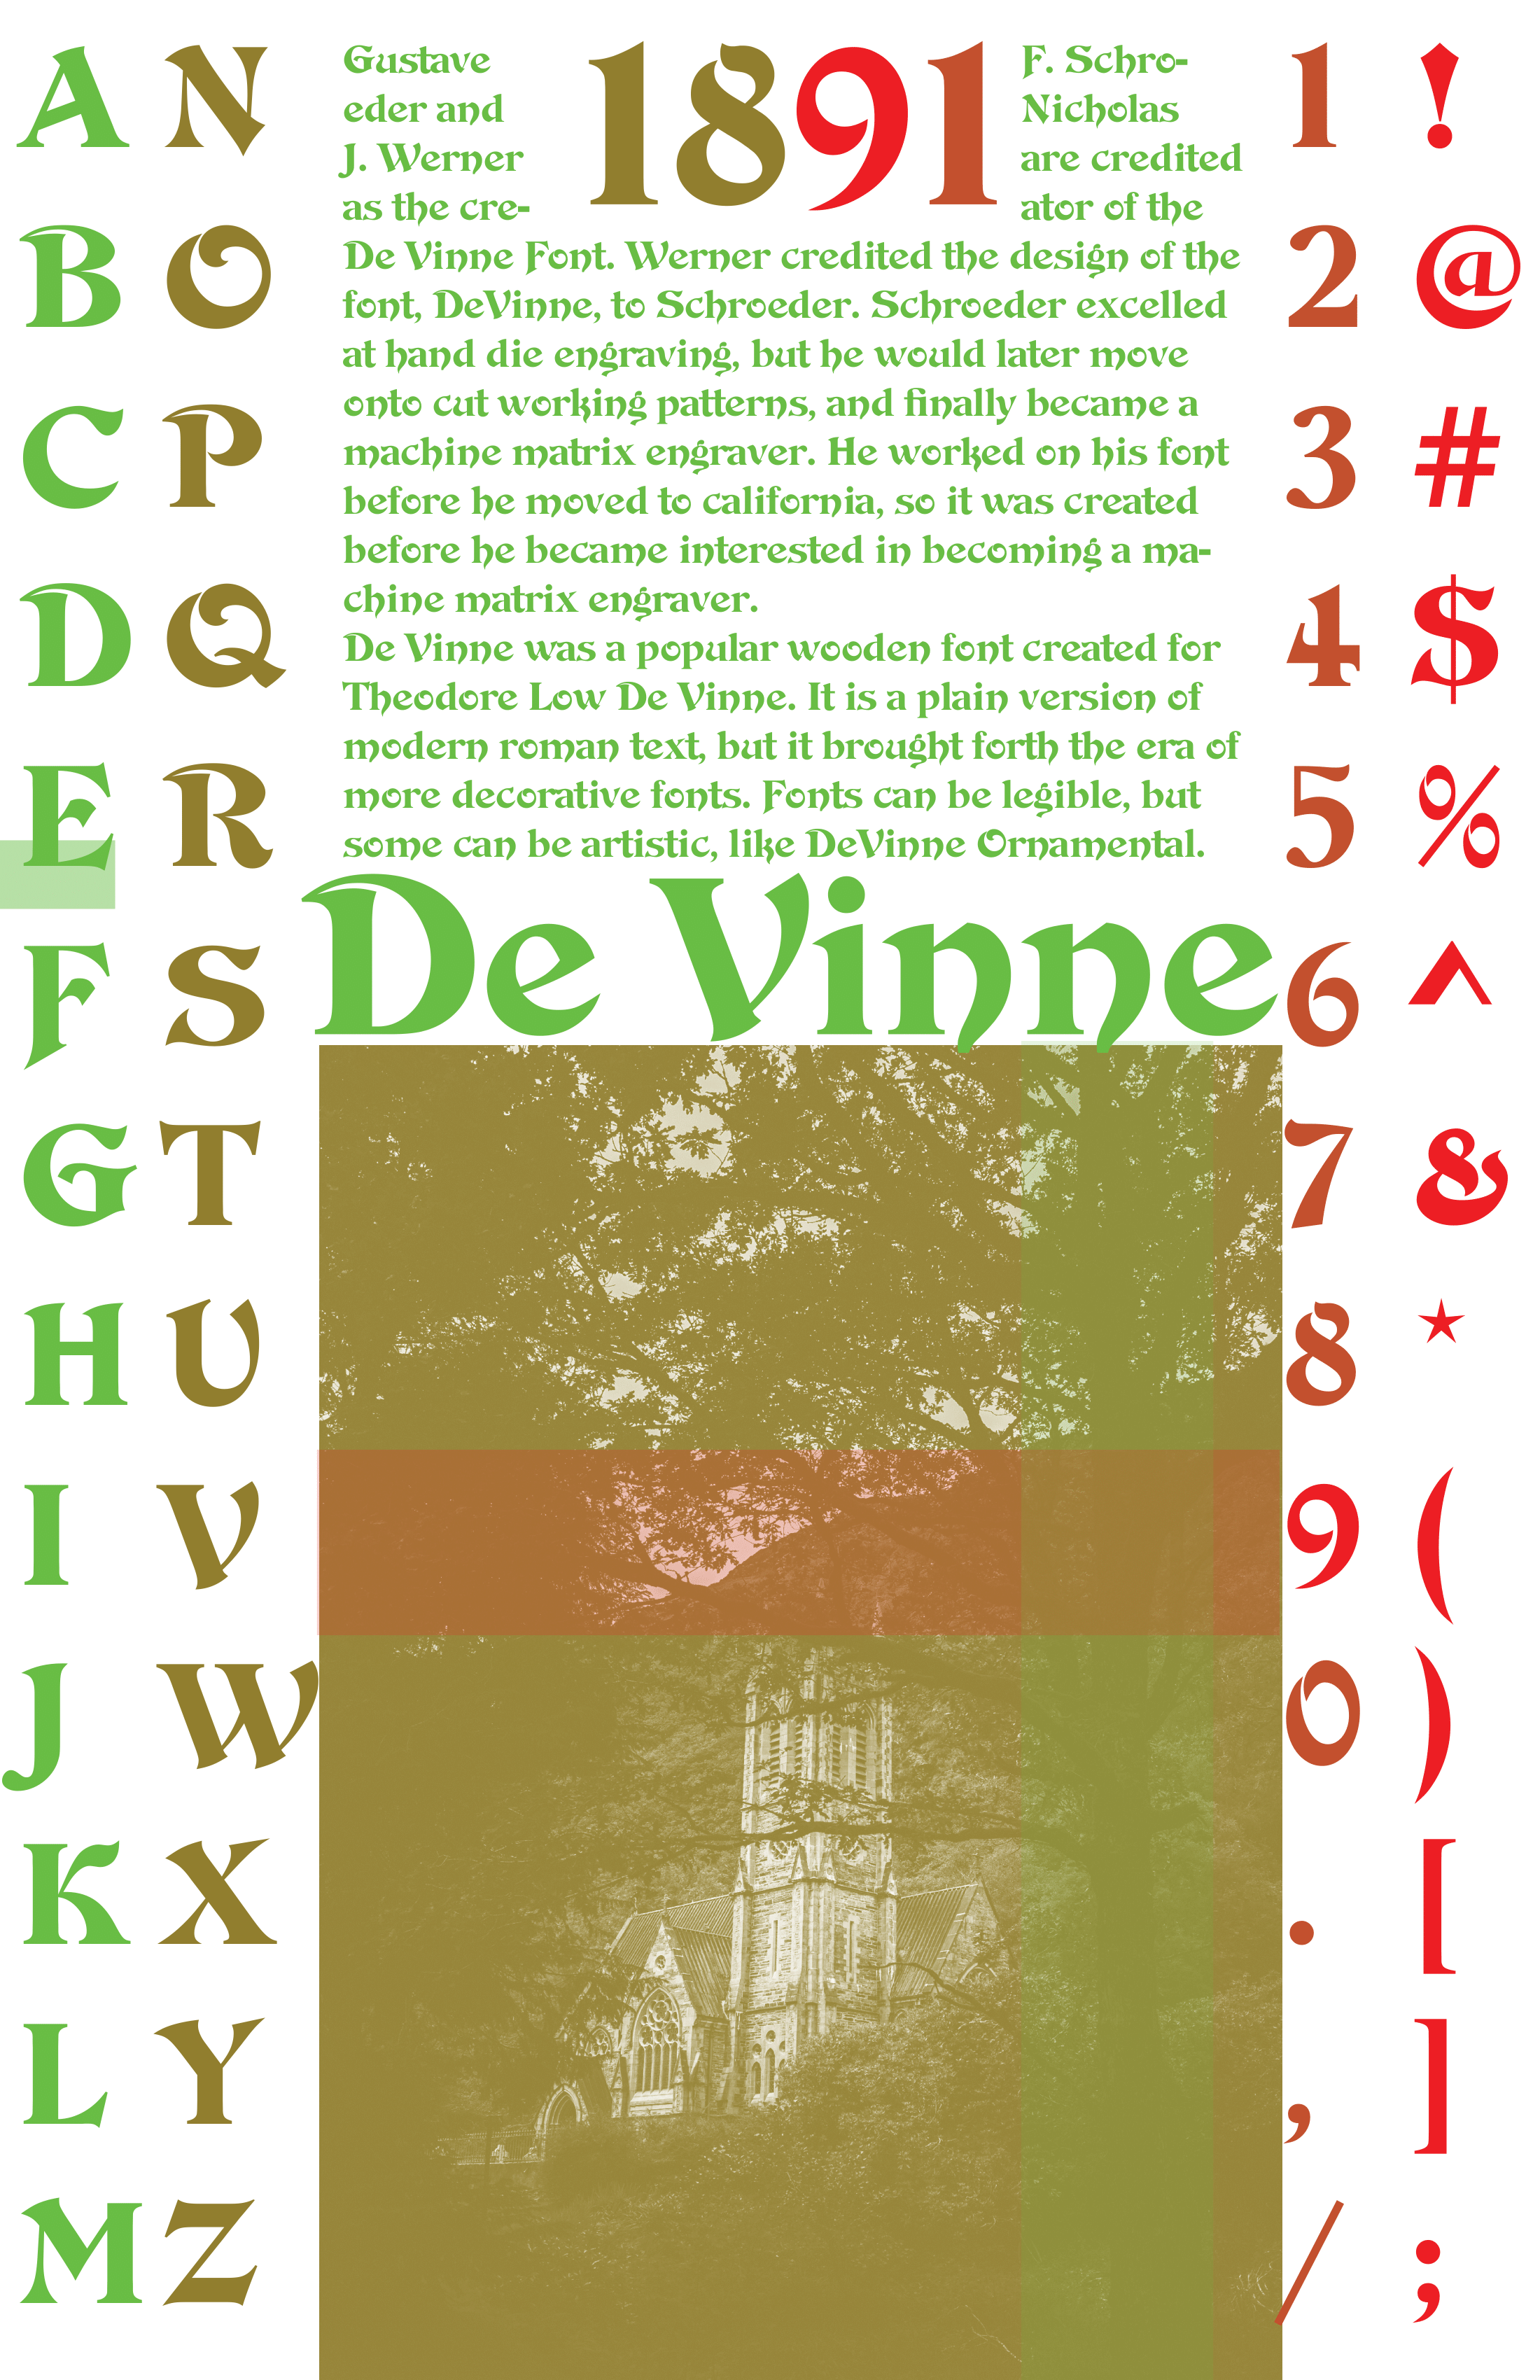 A N
B O
C P
D Q
E R
F S
G T
H U
I V
J W
K X
L Y
M Z
1891
Gustave F. Schro-
eder and Nicholas
J. Werner are credited
as the cre- ator of the
De Vinne Font. Werner credited the design of the
font, DeVinne, to Schroeder. Schroeder excelled
at hand die engraving, but he would later move
onto cut working patterns, and finally became a
machine matrix engraver. He worked on his font
before he moved to california, so it was created
before he became interested in becoming a ma-
chine matrix engraver.
De Vinne was a popular wooden font created for
Theodore Low De Vinne. It is a plain version of
modern roman text, but it brought forth the era of
more decorative fonts. Fonts can be legible, but
some can be artistic, like DeVinne Ornamental.
De Vinne
1 !
2 @
3 #
4 $
5 %
6 ^
7 &
8 *
9 (
0 )
. [
, ]
/ ;